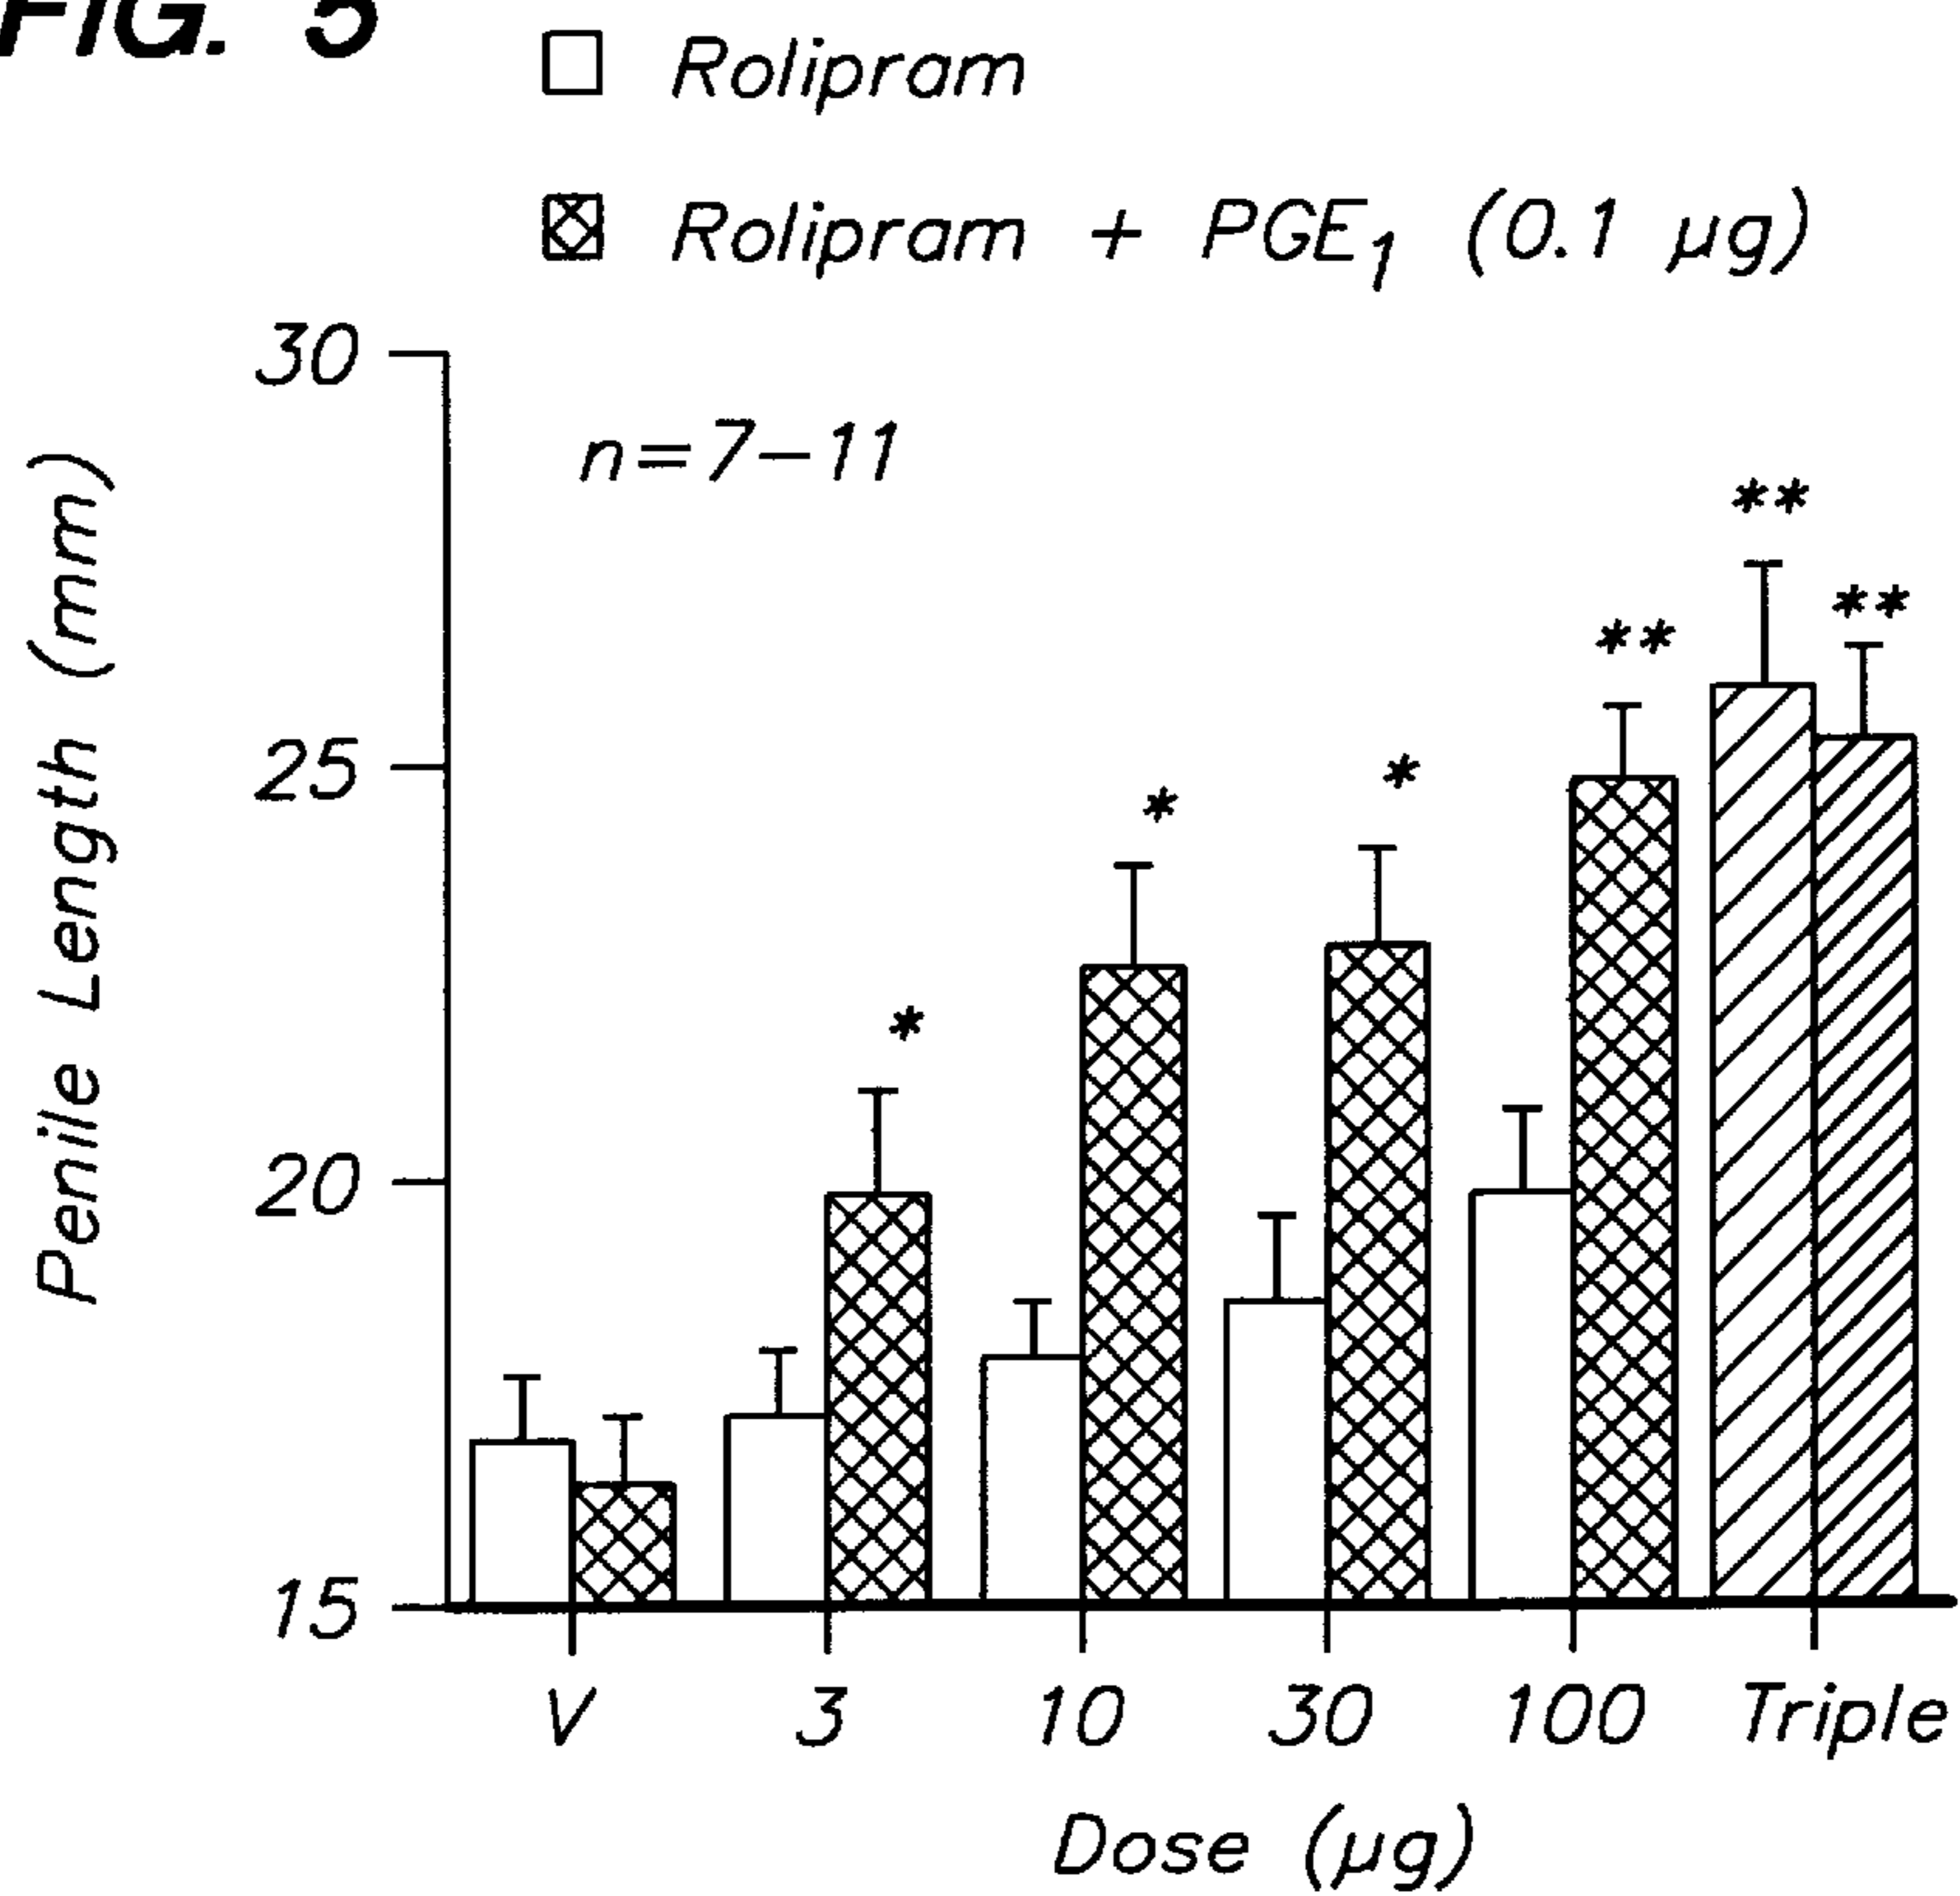 FIG. 5
Rolipram
Rolipram + PGE₁ (0.1 µg)
30
n=7-11
**
**
**
25
*
*
*
20
15
Penile Length (mm)
V 3 10 30 100 Triple
Dose (µg)